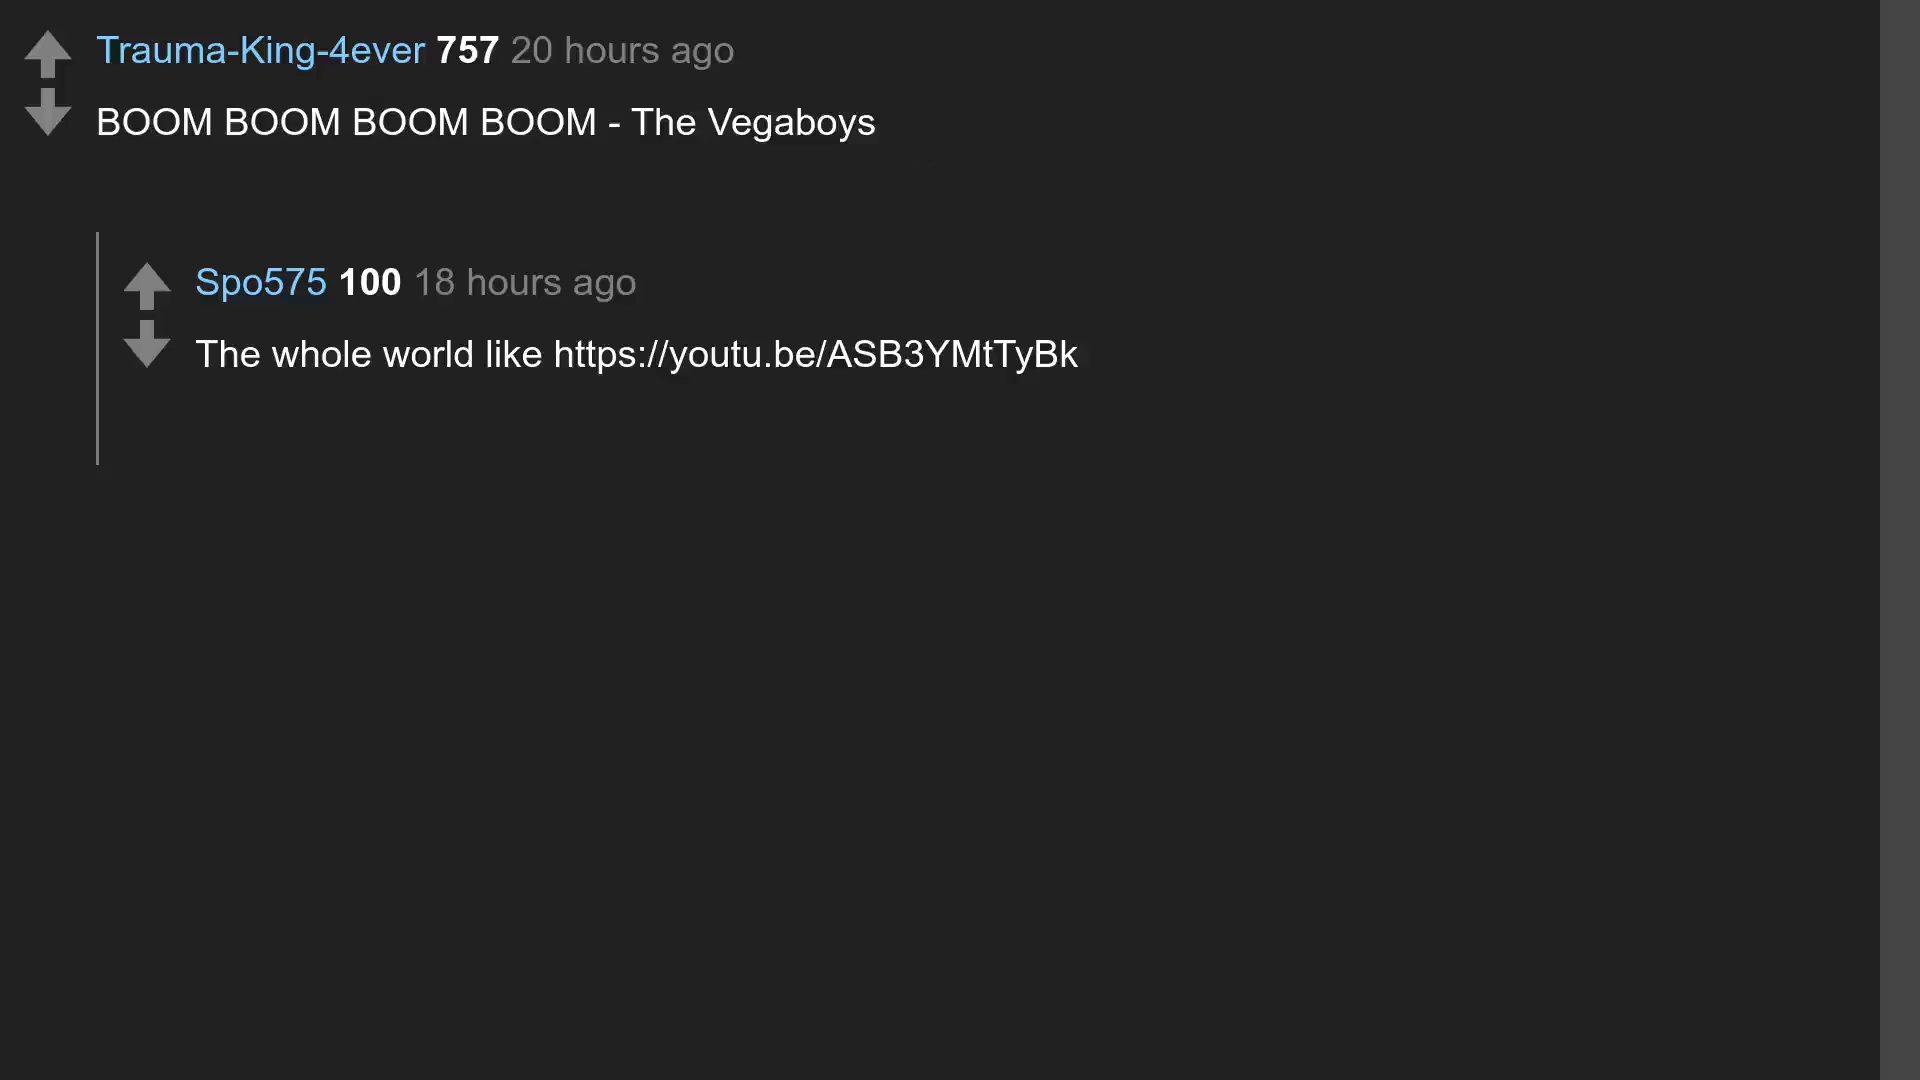 Trauma-King-4ever 757 20 hours ago
BOOM BOOM BOOM BOOM - The Vegaboys
Spo575 100 18 hours ago
The whole world like https://youtu.be/ASB3YMtTyBk